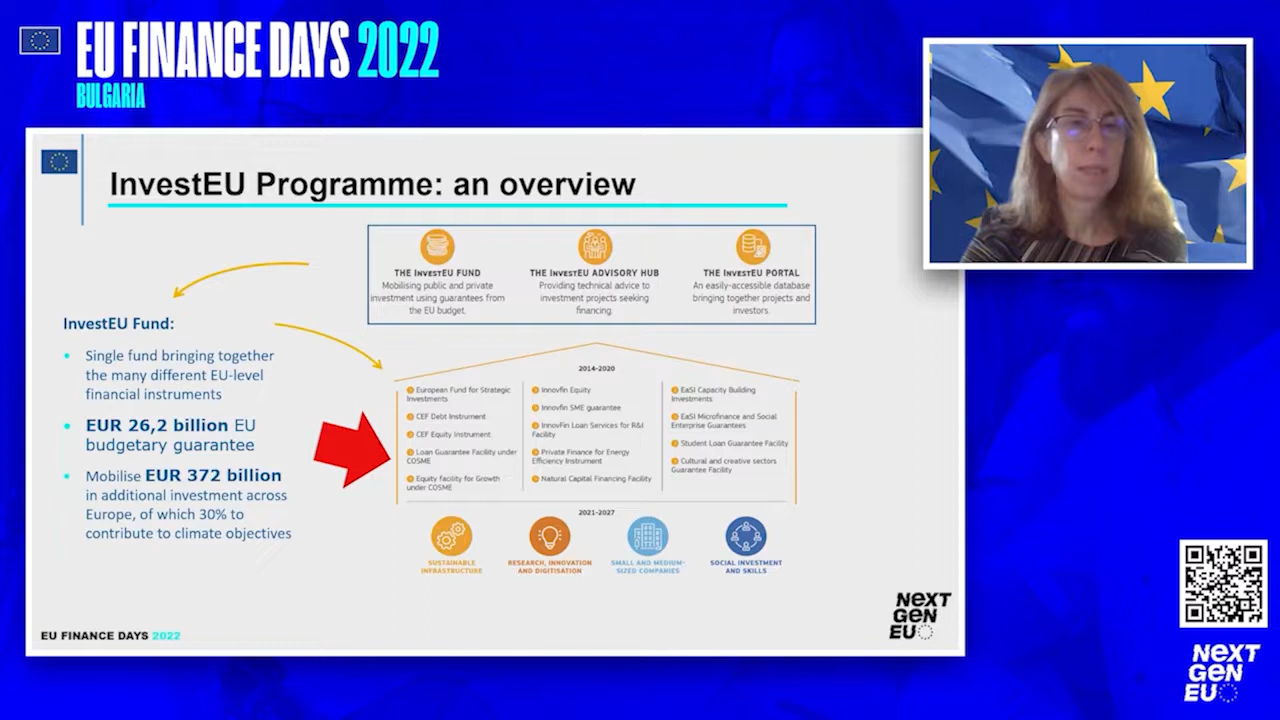 EU FINANCE DAYS 2022
BULGARIA
InvestEU Programme: an overview
THE INVESTEU FUND
Mobilising public and private
investment using guarantees from
the EU budget.
THE INVESTEU ADVISORY HUB
Providing technical advice to
investment projects seeking
financing.
THE INVESTEU PORTAL
An easily-accessible database
bringing together projects and
investors.
InvestEU Fund:
• Single fund bringing together
the many different EU-level
financial instruments
• EUR 26,2 billion EU
budgetary guarantee
• Mobilise EUR 372 billion
in additional investment across
Europe, of which 30% to
contribute to climate objectives
2014-2020
European Fund for Strategic
Investments
CEF Debt Instrument
CEF Equity Instrument
Loan Guarantee Facility under
COSME
Equity facility for Growth
under COSME
Innovfin Equity
Innovfin SME guarantee
InnovFin Loan Services for R&I
Facility
Private Finance for Energy
Efficiency Instrument
Natural Capital Financing Facility
EaSI Capacity Building
Investments
EaSI Microfinance and Social
Enterprise Guarantees
Student Loan Guarantee Facility
Cultural and creative sectors
Guarantee Facility
2021-2027
SUSTAINABLE
INFRASTRUCTURE
RESEARCH, INNOVATION
AND DIGITISATION
SMALL AND MEDIUM-
SIZED COMPANIES
SOCIAL INVESTMENT
AND SKILLS
EU FINANCE DAYS 2022
NEXT
GEN
EU
NEXT
GEN
EU